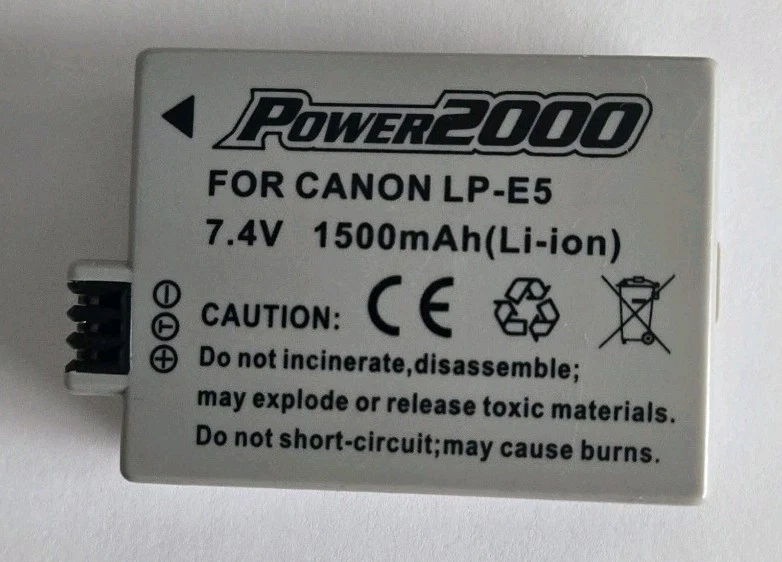 POWER2000
FOR CANON LP-E5
7.4V 1500mAh(Li-ion)
CAUTION: CE
Do not incinerate,disassemble;
may explode or release toxic materials.
Do not short-circuit;may cause burns.
− T +